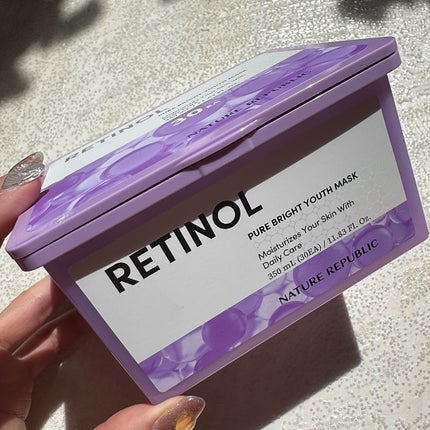 RETINOL
30 EA
NATURE REPUBLIC
RETINOL
PURE BRIGHT YOUTH MASK
Moisturizes Your Skin With
Daily Care
350 mL (30EA) / 11.83 Fl. Oz.
NATURE REPUBLIC